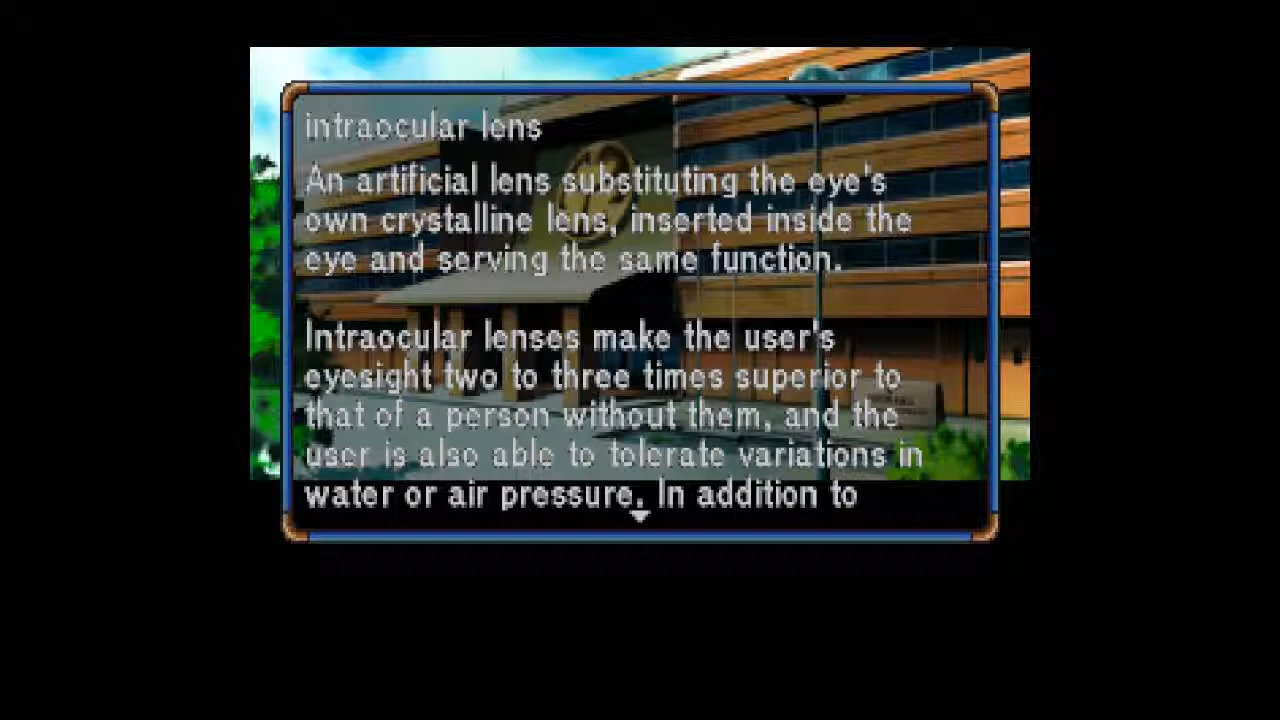 intraocular lens
An artificial lens substituting the eye's
own crystalline lens, inserted inside the
eye and serving the same function.
Intraocular lenses make the user's
eyesight two to three times superior to
that of a person without them, and the
user is also able to tolerate variations in
water or air pressure. In addition to